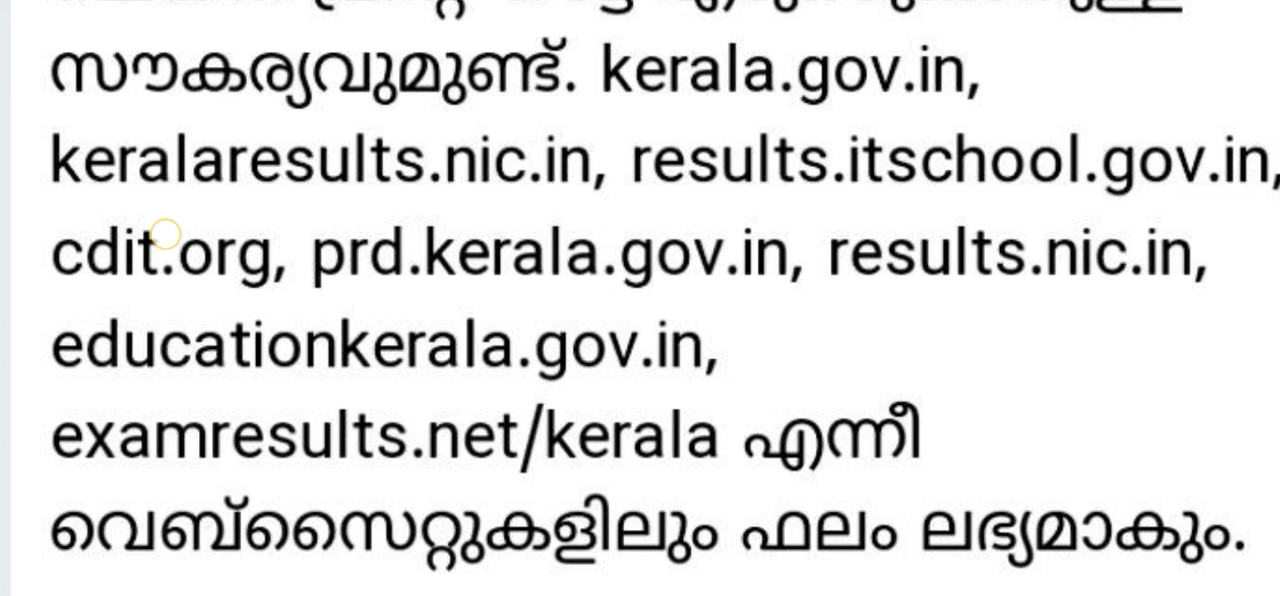 സൗകര്യവുമുണ്ട്. kerala.gov.in,
keralaresults.nic.in, results.itschool.gov.in,
cdit.org, prd.kerala.gov.in, results.nic.in,
educationkerala.gov.in,
examresults.net/kerala എന്നീ
വെബ്സൈറ്റുകളിലും ഫലം ലഭ്യമാകും.